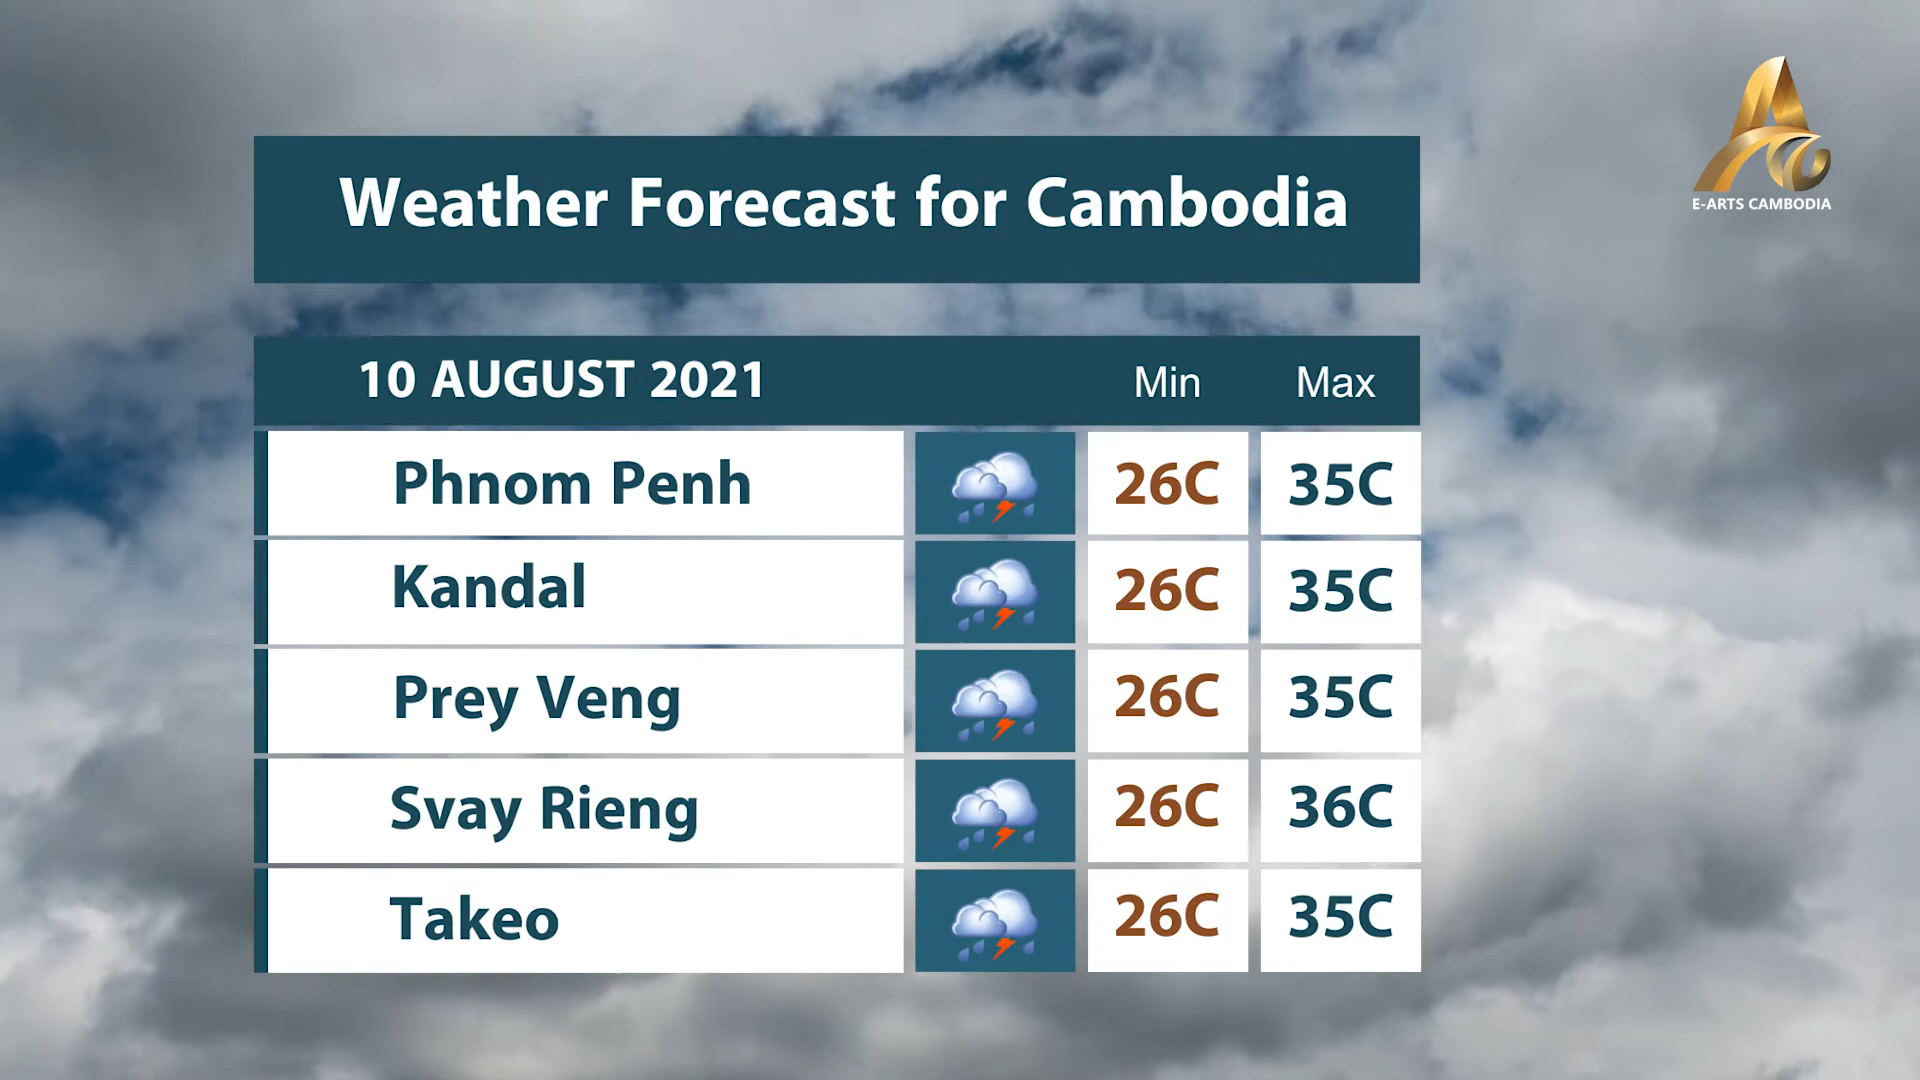 E-ARTS CAMBODIA
Weather Forecast for Cambodia
10 AUGUST 2021 Min Max
Phnom Penh 26C 35C
Kandal 26C 35C
Prey Veng 26C 35C
Svay Rieng 26C 36C
Takeo 26C 35C